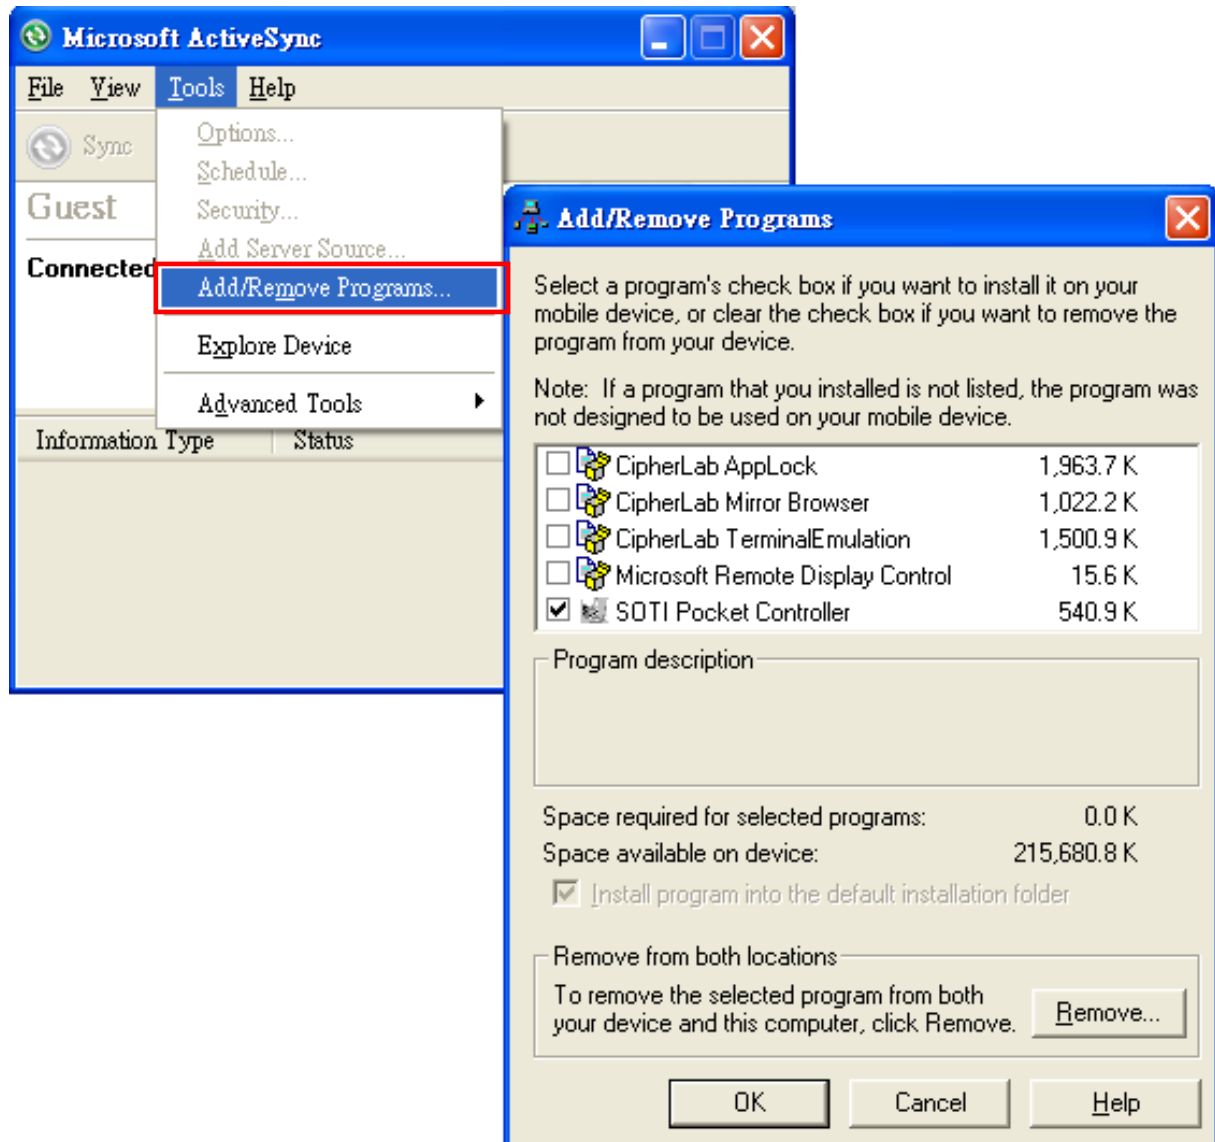 Microsoft ActiveSync
File View Tools Help
Sync
Guest
Connected
Options...
Schedule...
Security...
Add Server Source...
Add/Remove Programs...
Explore Device
Advanced Tools
Information Type Status
Add/Remove Programs
Select a program's check box if you want to install it on your
mobile device, or clear the check box if you want to remove the
program from your device.
Note: If a program that you installed is not listed, the program was
not designed to be used on your mobile device.
CipherLab AppLock 1,963.7 K
CipherLab Mirror Browser 1,022.2 K
CipherLab TerminalEmulation 1,500.9 K
Microsoft Remote Display Control 15.6 K
SOTI Pocket Controller 540.9 K
Program description
Space required for selected programs: 0.0 K
Space available on device: 215,680.8 K
Install program into the default installation folder
Remove from both locations
To remove the selected program from both
your device and this computer, click Remove.
Remove...
OK Cancel Help